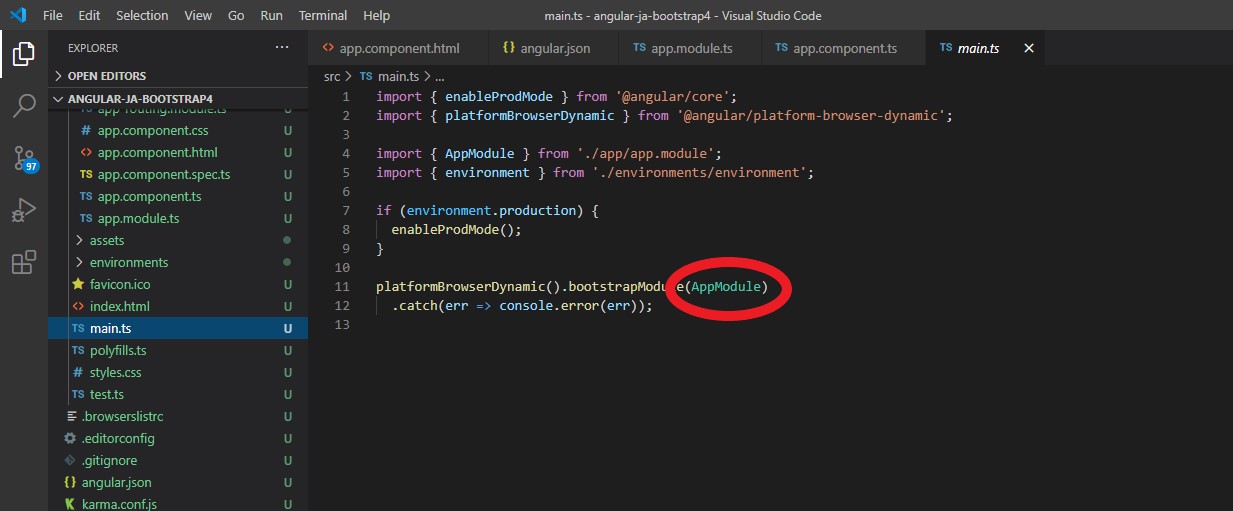 File Edit Selection View Go Run Terminal Help
main.ts - angular-ja-bootstrap4 - Visual Studio Code
EXPLORER ...
OPEN EDITORS
ANGULAR-JA-BOOTSTRAP4
app-routing.module.ts U
# app.component.css U
<> app.component.html U
TS app.component.spec.ts U
TS app.component.ts U
TS app.module.ts U
assets
environments
favicon.ico U
<> index.html U
TS main.ts U
TS polyfills.ts U
# styles.css U
TS test.ts U
.browserslistrc U
.editorconfig U
.gitignore U
{} angular.json U
karma.conf.js U
97
<> app.component.html {} angular.json TS app.module.ts TS app.component.ts TS main.ts ×
src > TS main.ts > ...
1 import { enableProdMode } from '@angular/core';
2 import { platformBrowserDynamic } from '@angular/platform-browser-dynamic';
3
4 import { AppModule } from './app/app.module';
5 import { environment } from './environments/environment';
6
7 if (environment.production) {
8 enableProdMode();
9 }
10
11 platformBrowserDynamic().bootstrapModule(AppModule)
12 .catch(err => console.error(err));
13